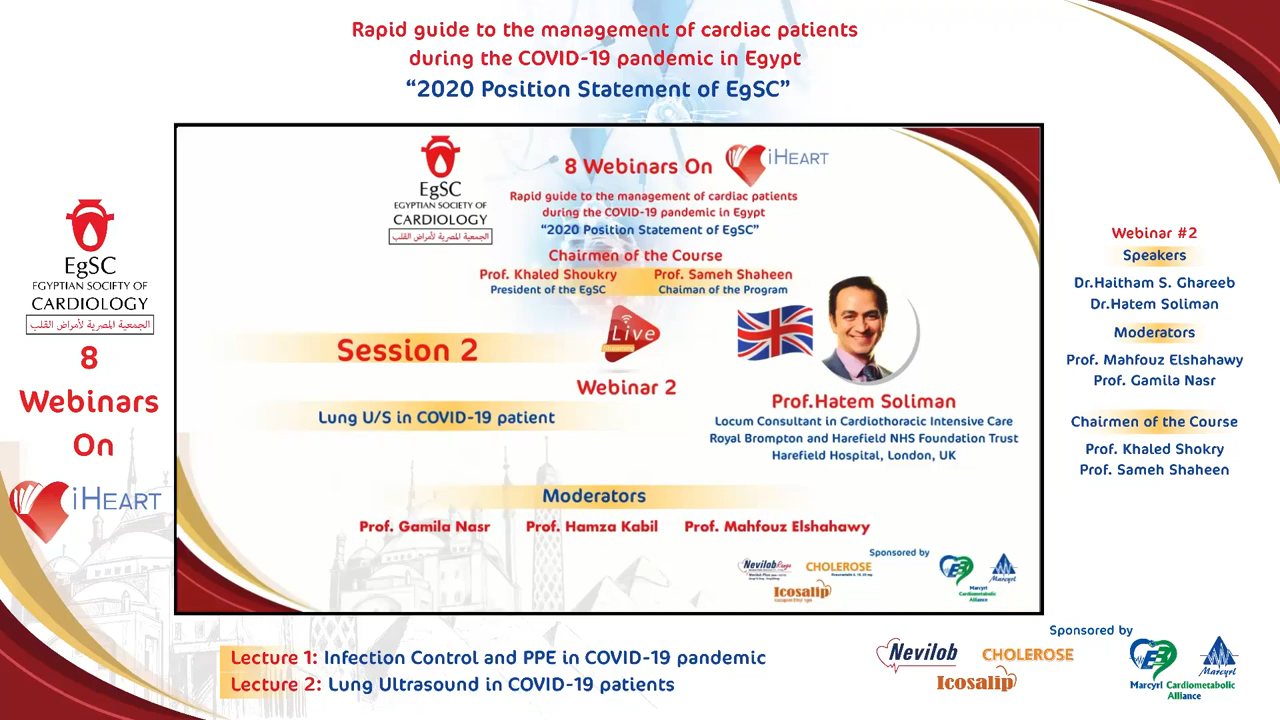 Rapid guide to the management of cardiac patients
during the COVID-19 pandemic in Egypt
“2020 Position Statement of EgSC”
EgSC
EGYPTIAN SOCIETY OF
CARDIOLOGY
الجمعية المصرية لأمراض القلب
8
Webinars
On
iHEART
EgSC
EGYPTIAN SOCIETY OF
CARDIOLOGY
الجمعية المصرية لأمراض القلب
8 Webinars On
iHEART
Rapid guide to the management of cardiac patients
during the COVID-19 pandemic in Egypt
“2020 Position Statement of EgSC”
Chairmen of the Course
Prof. Khaled Shoukry
President of the EgSC
Prof. Sameh Shaheen
Chaiman of the Program
Session 2
Live
Webinar 2
Lung U/S in COVID-19 patient
Prof.Hatem Soliman
Locum Consultant in Cardiothoracic Intensive Care
Royal Brompton and Harefield NHS Foundation Trust
Harefield Hospital, London, UK
Moderators
Prof. Gamila Nasr Prof. Hamza Kabil Prof. Mahfouz Elshahawy
Sponsored by
Nevilob
CHOLEROSE
Icosalip
Marcyrl
Cardiometabolic
Alliance
Marcyrl
Webinar #2
Speakers
Dr.Haitham S. Ghareeb
Dr.Hatem Soliman
Moderators
Prof. Mahfouz Elshahawy
Prof. Gamila Nasr
Chairmen of the Course
Prof. Khaled Shokry
Prof. Sameh Shaheen
Lecture 1: Infection Control and PPE in COVID-19 pandemic
Lecture 2: Lung Ultrasound in COVID-19 patients
Sponsored by
Nevilob
CHOLEROSE
Icosalip
Marcyrl Cardiometabolic
Alliance
Marcyrl